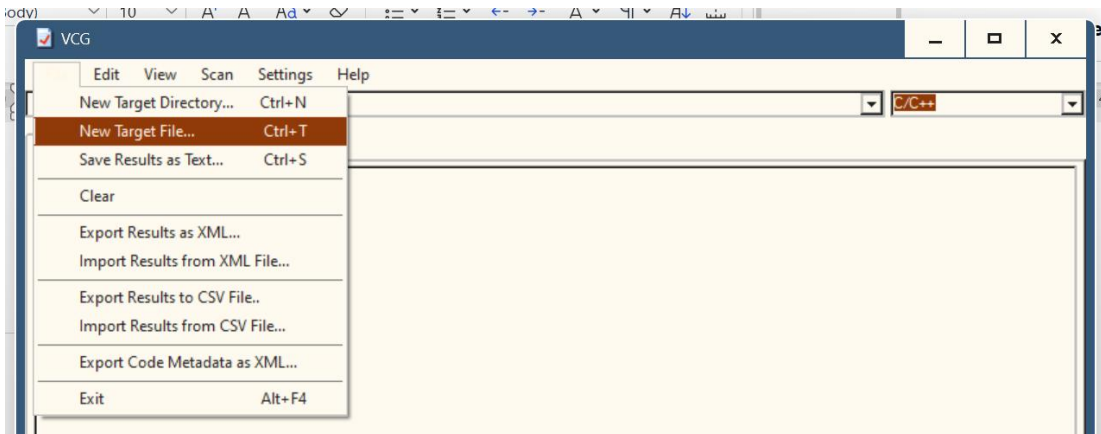 10 A A Aa A A
VCG
Edit View Scan Settings Help
New Target Directory... Ctrl+N
C/C++
New Target File... Ctrl+T
Save Results as Text... Ctrl+S
Clear
Export Results as XML...
Import Results from XML File...
Export Results to CSV File..
Import Results from CSV File...
Export Code Metadata as XML...
Exit Alt+F4